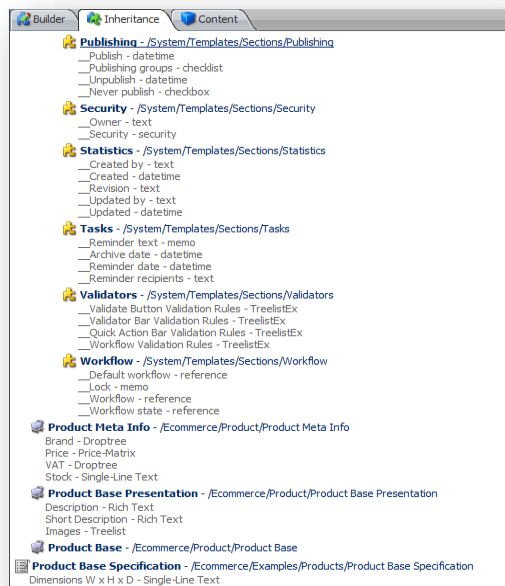 Builder Inheritance Content
Publishing - /System/Templates/Sections/Publishing
__Publish - datetime
__Publishing groups - checklist
__Unpublish - datetime
__Never publish - checkbox
Security - /System/Templates/Sections/Security
__Owner - text
__Security - security
Statistics - /System/Templates/Sections/Statistics
__Created by - text
__Created - datetime
__Revision - text
__Updated by - text
__Updated - datetime
Tasks - /System/Templates/Sections/Tasks
__Reminder text - memo
__Archive date - datetime
__Reminder date - datetime
__Reminder recipients - text
Validators - /System/Templates/Sections/Validators
__Validate Button Validation Rules - TreelistEx
__Validator Bar Validation Rules - TreelistEx
__Quick Action Bar Validation Rules - TreelistEx
__Workflow Validation Rules - TreelistEx
Workflow - /System/Templates/Sections/Workflow
__Default workflow - reference
__Lock - memo
__Workflow - reference
__Workflow state - reference
Product Meta Info - /Ecommerce/Product/Product Meta Info
Brand - Droptree
Price - Price-Matrix
VAT - Droptree
Stock - Single-Line Text
Product Base Presentation - /Ecommerce/Product/Product Base Presentation
Description - Rich Text
Short Description - Rich Text
Images - Treelist
Product Base - /Ecommerce/Product/Product Base
Product Base Specification - /Ecommerce/Examples/Products/Product Base Specification
Dimensions W x H x D - Single-Line Text